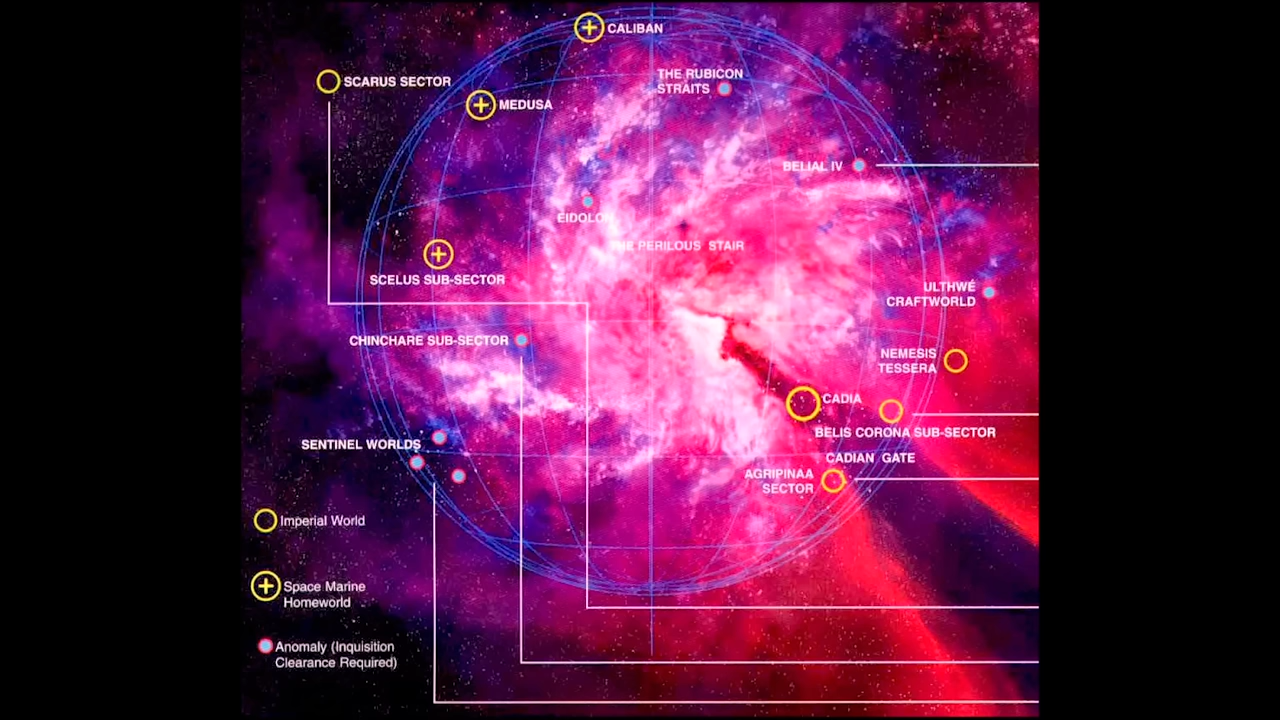 CALIBAN
THE RUBICON
STRAITS
SCARUS SECTOR
MEDUSA
BELIAL IV
EIDOLON
THE PERILOUS STAIR
SCELUS SUB-SECTOR
ULTHWÉ
CRAFTWORLD
CHINCHARE SUB-SECTOR
NEMESIS
TESSERA
CADIA
BELIS CORONA SUB-SECTOR
SENTINEL WORLDS
CADIAN GATE
AGRIPINAA
SECTOR
Imperial World
Space Marine
Homeworld
Anomaly (Inquisition
Clearance Required)